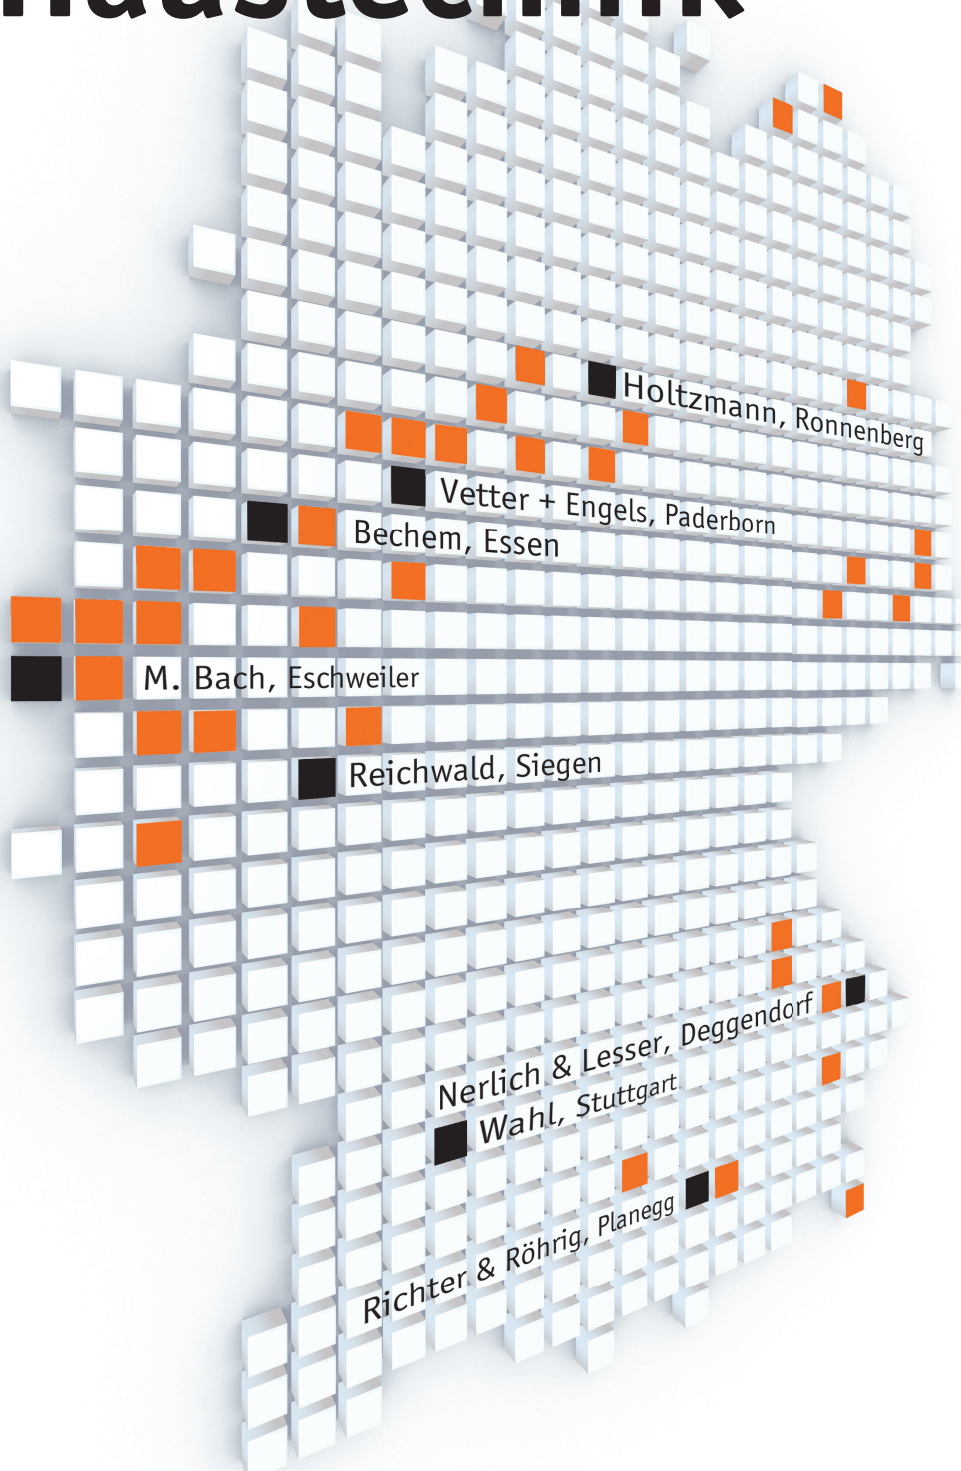 Haustechnik
Holtzmann, Ronnenberg
Vetter + Engels, Paderborn
Bechem, Essen
M. Bach, Eschweiler
Reichwald, Siegen
Nerlich & Lesser, Deggendorf
Wahl, Stuttgart
Richter & Röhrig, Planegg